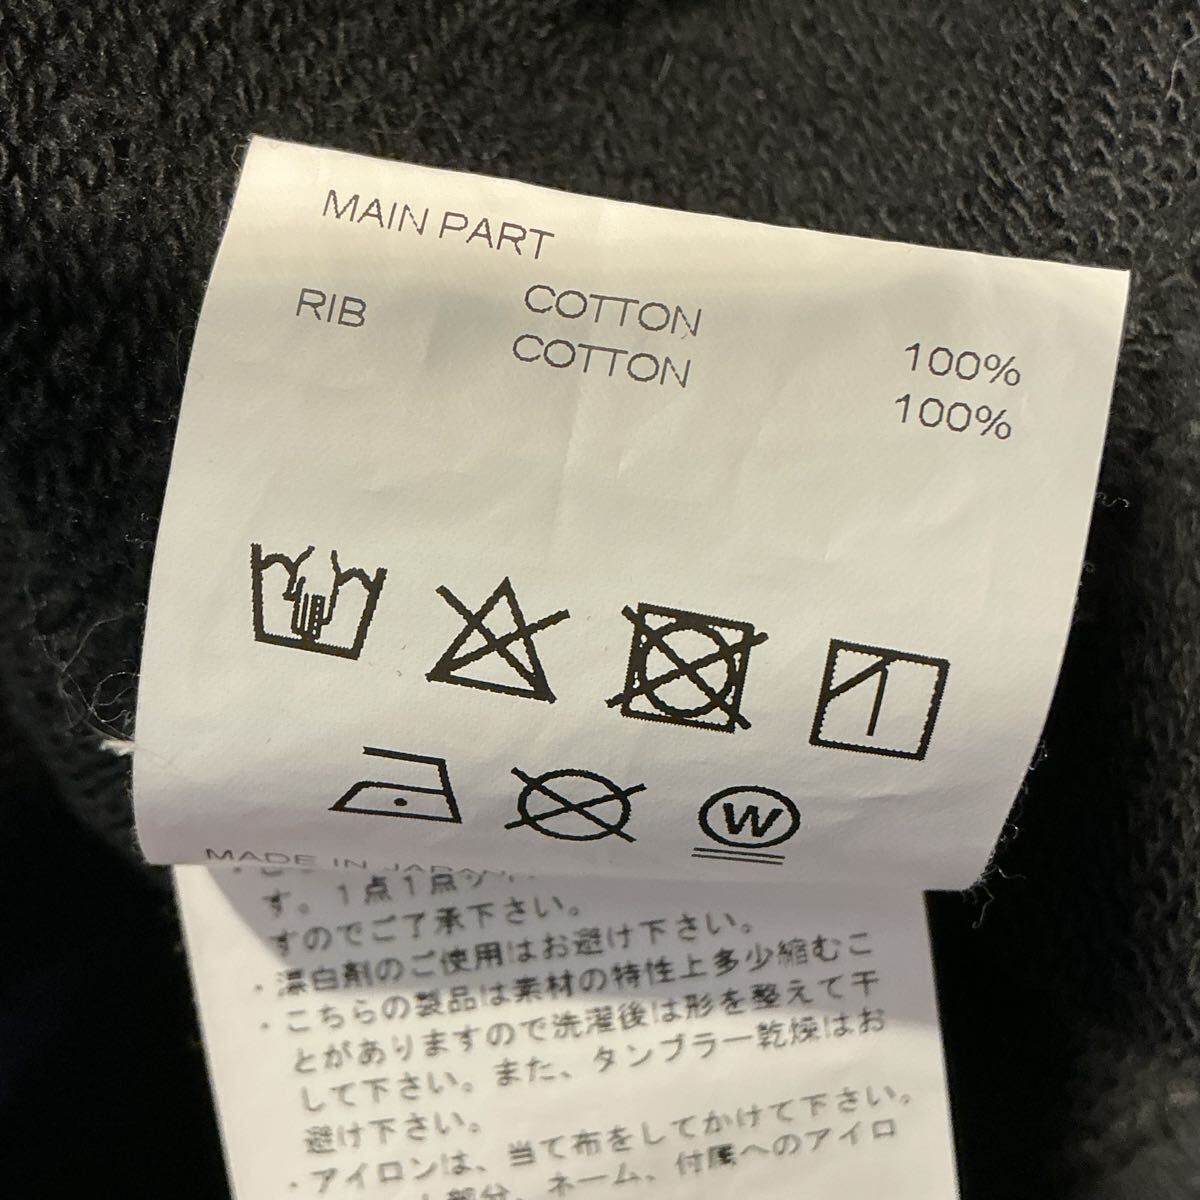 MAIN PART
COTTON 100%
RIB COTTON 100%
W
MADE IN JAPAN
す。1点1点
すのでご了承下さい。
・漂白剤のご使用はお避け下さい。
・こちらの製品は素材の特性上多少縮むこ
とがありますので洗濯後は形を整えて干
して下さい。また、タンブラー乾燥はお
避け下さい。
・アイロンは、当て布をしてかけて下さい。
部分、ネーム、付属へのアイロ